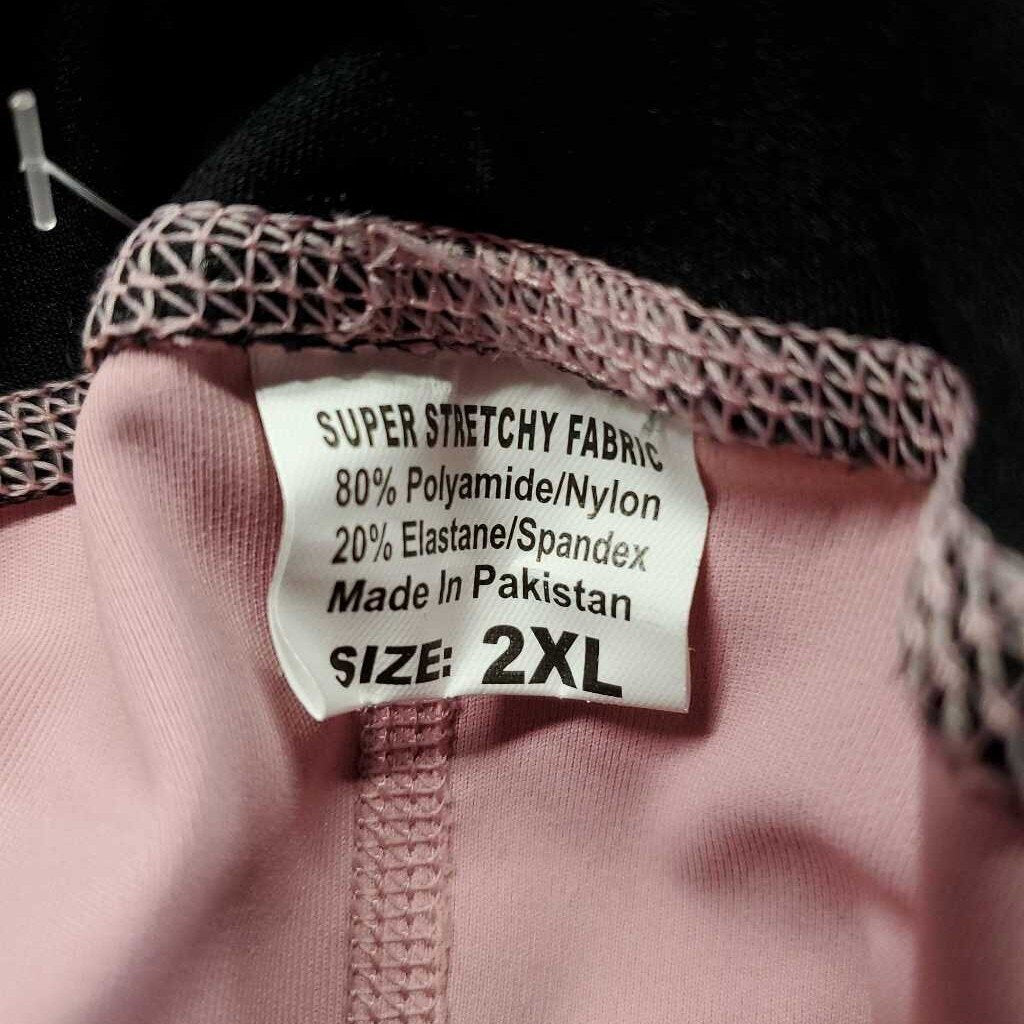 SUPER STRETCHY FABRIC
80% Polyamide/Nylon
20% Elastane/Spandex
Made In Pakistan
SIZE: 2XL